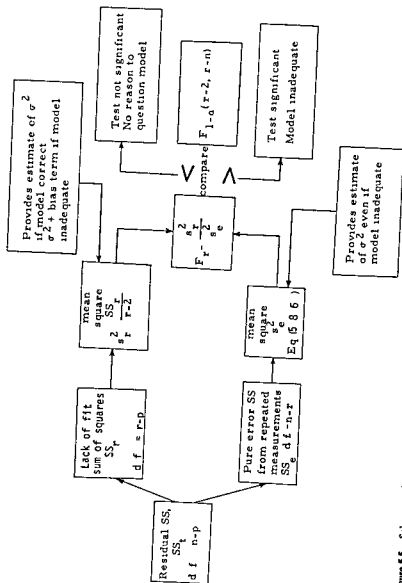 Residual SS,
SS_t
d f n-p
Lack of fit
sum of squares
SS_r
d f = r-p
mean
square
s_r^2 SS_r / r-2
Provides estimate of σ^2
if model correct
σ^2 + bias term if model
inadequate
Pure error SS
from repeated
measurements
SS_e d f -n-r
mean
square
s_e^2
Eq (5 8 6 )
Provides estimate
of σ^2 even if
model inadequate
F_r - s_r^2 / s_e^2
<
compare
>
F_1-α (r-2, r-n)
Test not significant
No reason to
question model
Test significant
Model inadequate